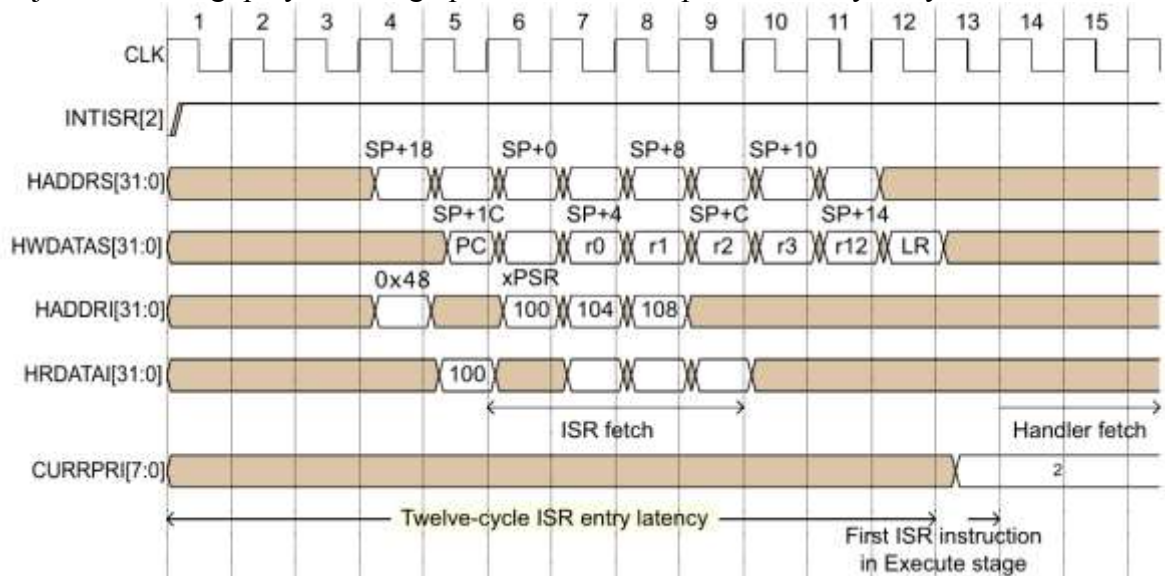 1 2 3 4 5 6 7 8 9 10 11 12 13 14 15
CLK
INTISR[2]
SP+18 SP+0 SP+8 SP+10
HADDRS[31:0]
SP+1C SP+4 SP+C SP+14
HWDATAS[31:0] PC r0 r1 r2 r3 r12 LR
0x48 xPSR
HADDRI[31:0] 100 104 108
HRDATAI[31:0] 100
ISR fetch Handler fetch
CURRPRI[7:0] 2
Twelve-cycle ISR entry latency
First ISR instruction
in Execute stage